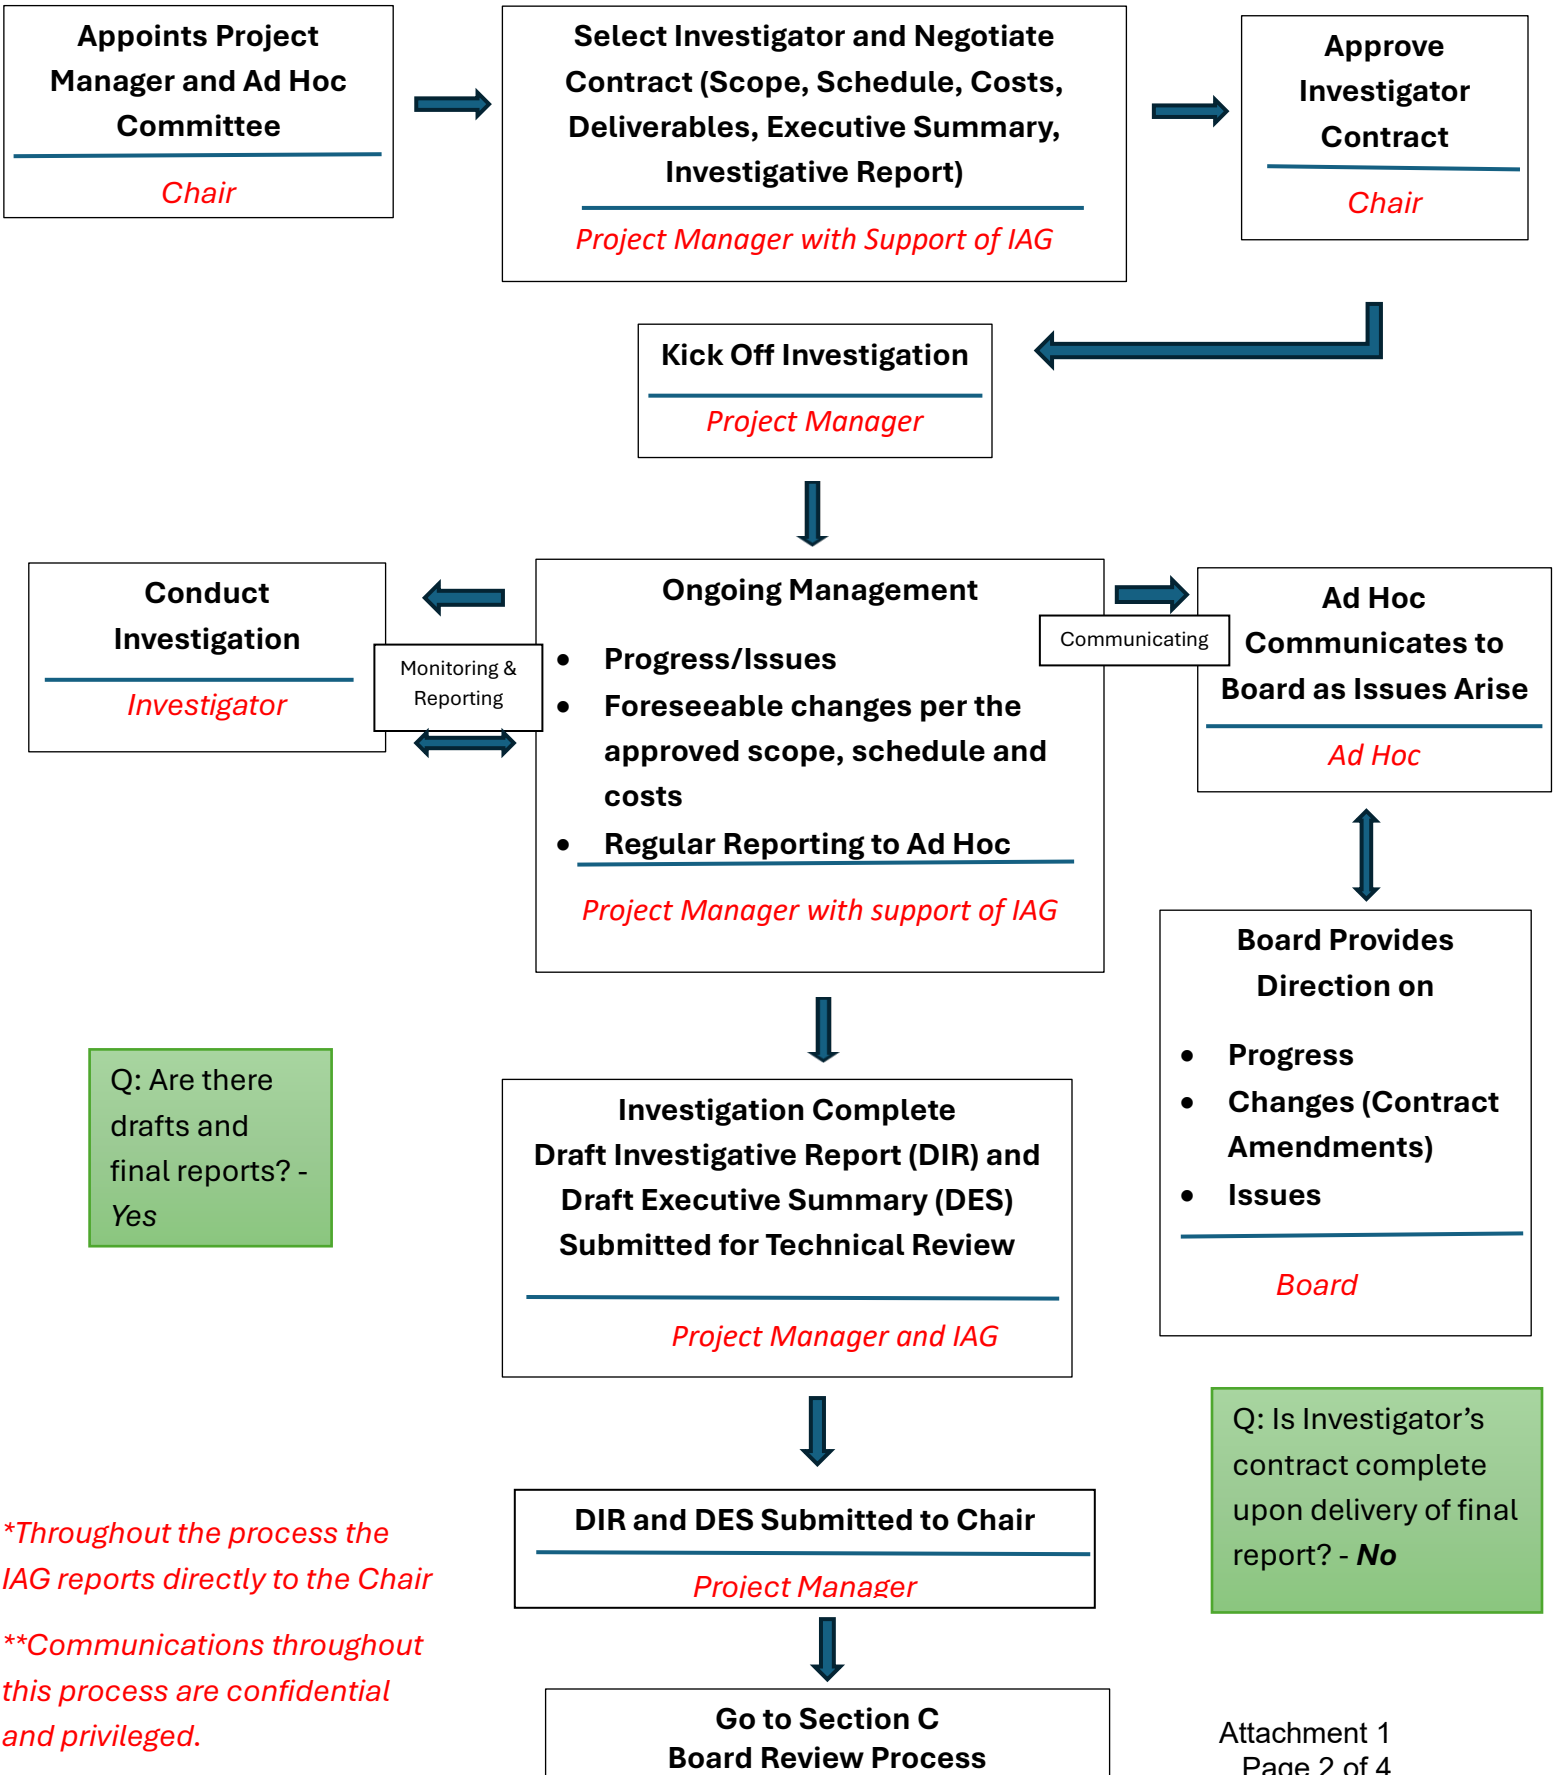 Appoints Project
Manager and Ad Hoc
Committee
Chair
Select Investigator and Negotiate
Contract (Scope, Schedule, Costs,
Deliverables, Executive Summary,
Investigative Report)
Project Manager with Support of IAG
Approve
Investigator
Contract
Chair
Kick Off Investigation
Project Manager
Conduct
Investigation
Investigator
Monitoring &
Reporting
Ongoing Management
• Progress/Issues
• Foreseeable changes per the
approved scope, schedule and
costs
• Regular Reporting to Ad Hoc
Project Manager with support of IAG
Communicating
Ad Hoc
Communicates to
Board as Issues Arise
Ad Hoc
Board Provides
Direction on
• Progress
• Changes (Contract
Amendments)
• Issues
Board
Q: Are there
drafts and
final reports? -
Yes
Investigation Complete
Draft Investigative Report (DIR) and
Draft Executive Summary (DES)
Submitted for Technical Review
Project Manager and IAG
Q: Is Investigator’s
contract complete
upon delivery of final
report? - No
DIR and DES Submitted to Chair
Project Manager
*Throughout the process the
IAG reports directly to the Chair
**Communications throughout
this process are confidential
and privileged.
Go to Section C
Board Review Process
Attachment 1
Page 2 of 4